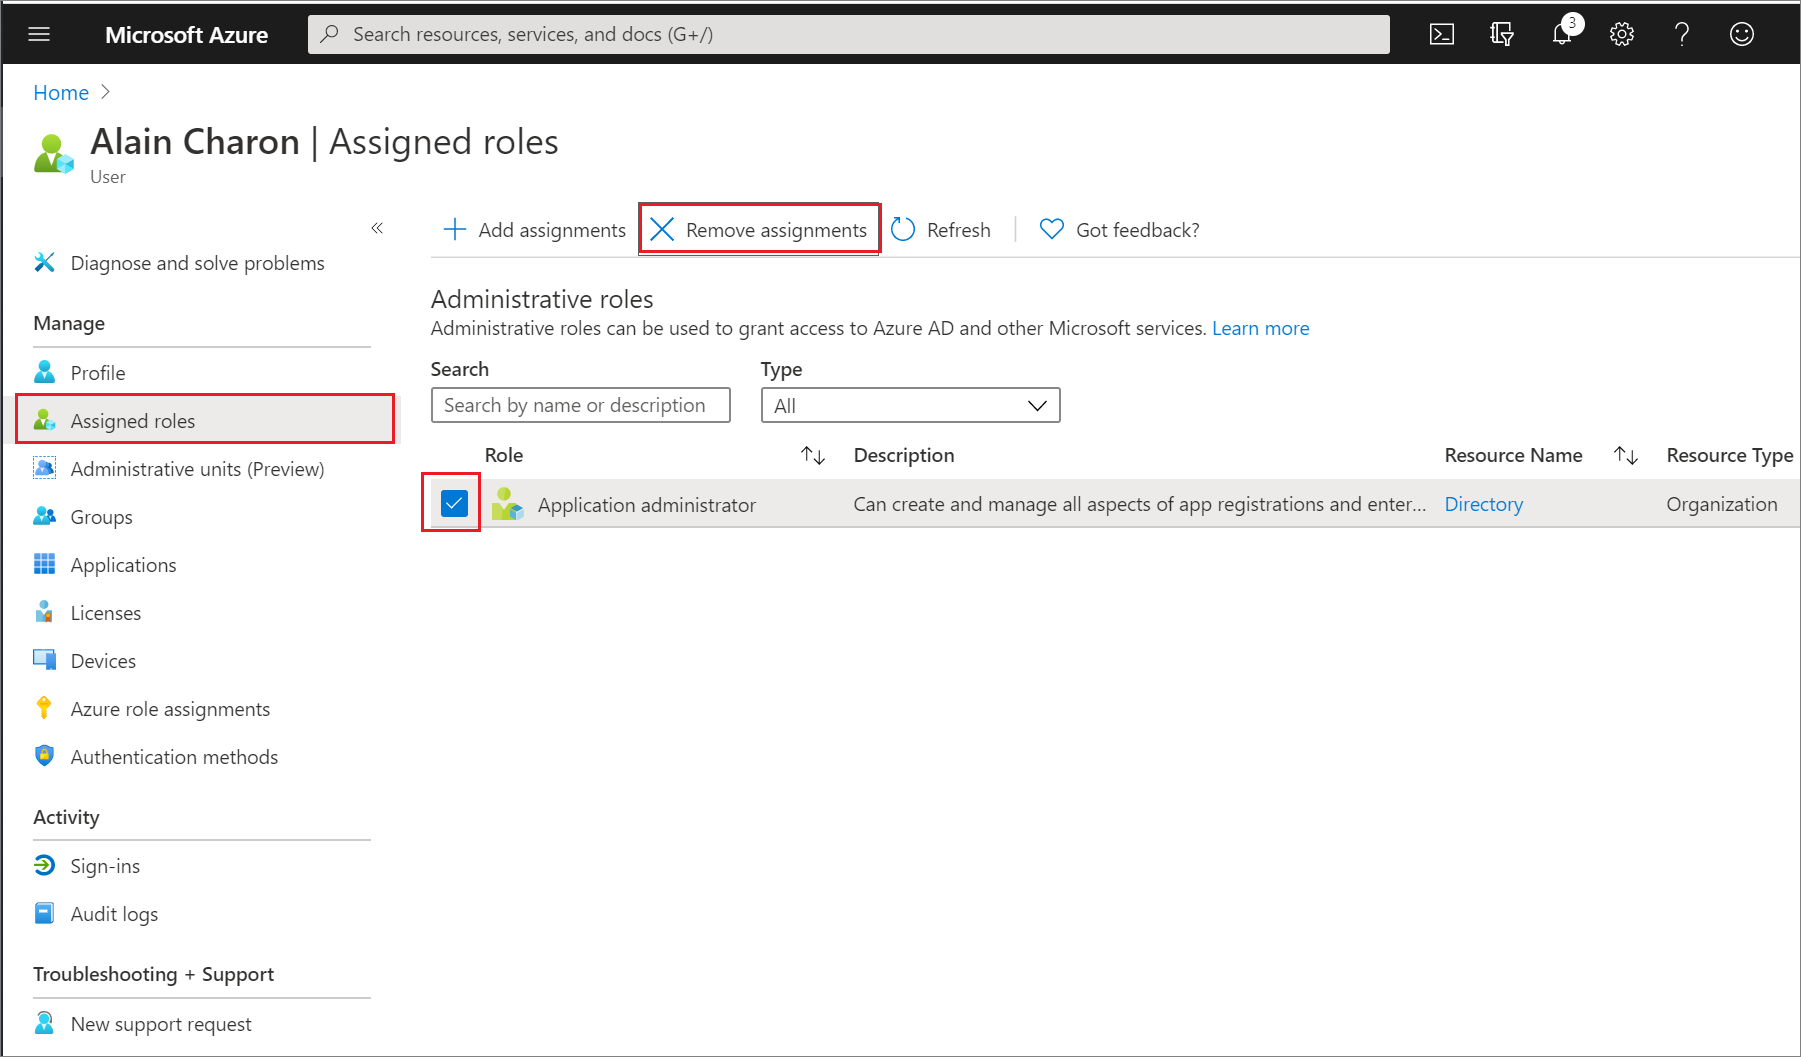 Microsoft Azure
Search resources, services, and docs (G+/)
3
Home
Alain Charon | Assigned roles
User
Add assignments
Remove assignments
Refresh
Got feedback?
Diagnose and solve problems
Manage
Profile
Assigned roles
Administrative units (Preview)
Groups
Applications
Licenses
Devices
Azure role assignments
Authentication methods
Activity
Sign-ins
Audit logs
Troubleshooting + Support
New support request
Administrative roles
Administrative roles can be used to grant access to Azure AD and other Microsoft services. Learn more
Search
Type
Search by name or description
All
Role
Description
Resource Name
Resource Type
Application administrator
Can create and manage all aspects of app registrations and enter...
Directory
Organization